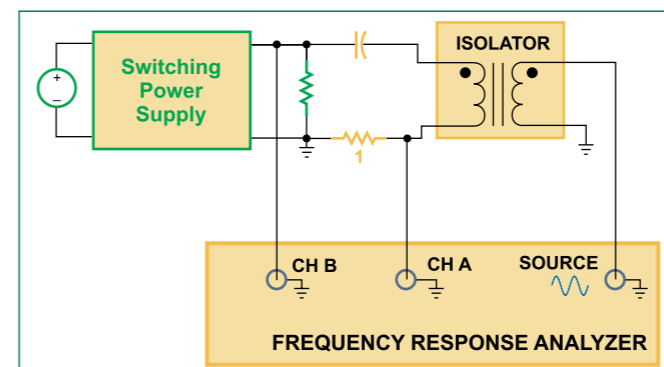 ISOLATOR
+
–
Switching
Power
Supply
1
CH B
CH A
SOURCE
FREQUENCY RESPONSE ANALYZER